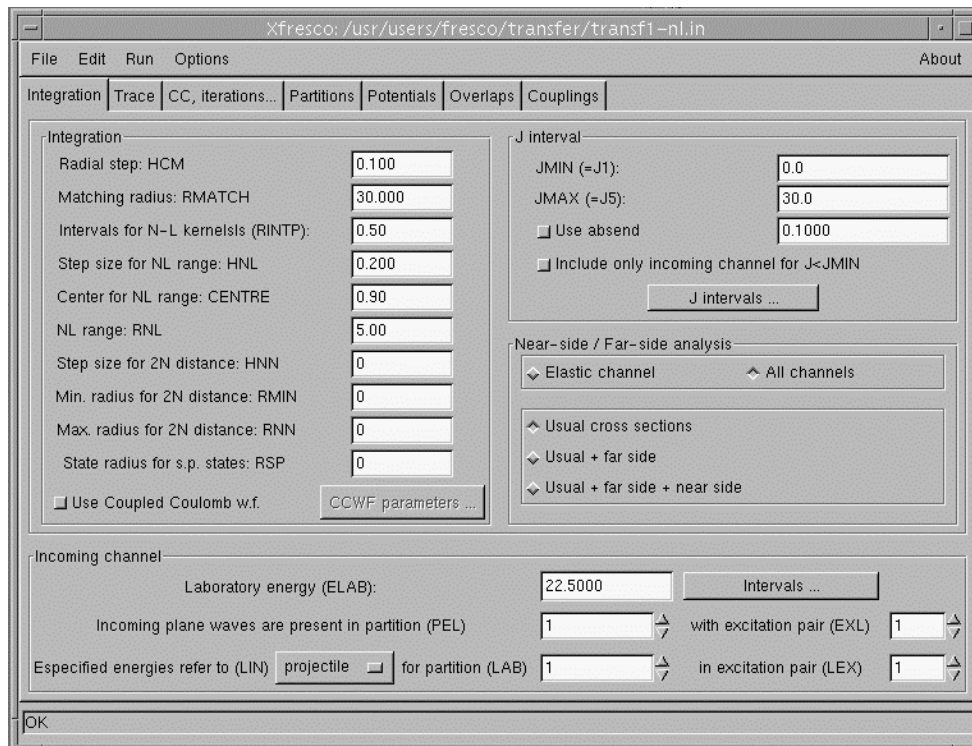 Xfresco: /usr/users/fresco/transfer/transf1-nl.in
File Edit Run Options About
Integration Trace CC, iterations... Partitions Potentials Overlaps Couplings
Integration
Radial step: HCM 0.100
Matching radius: RMATCH 30.000
Intervals for N-L kernelsls (RINTP): 0.50
Step size for NL range: HNL 0.200
Center for NL range: CENTRE 0.90
NL range: RNL 5.00
Step size for 2N distance: HNN 0
Min. radius for 2N distance: RMIN 0
Max. radius for 2N distance: RNN 0
State radius for s.p. states: RSP 0
Use Coupled Coulomb w.f. CCWF parameters ...
J interval
JMIN (=J1): 0.0
JMAX (=J5): 30.0
Use absend 0.1000
Include only incoming channel for J<JMIN
J intervals ...
Near-side / Far-side analysis
Elastic channel All channels
Usual cross sections
Usual + far side
Usual + far side + near side
Incoming channel
Laboratory energy (ELAB): 22.5000 Intervals ...
Incoming plane waves are present in partition (PEL) 1 with excitation pair (EXL) 1
Especified energies refer to (LIN) projectile for partition (LAB) 1 in excitation pair (LEX) 1
OK